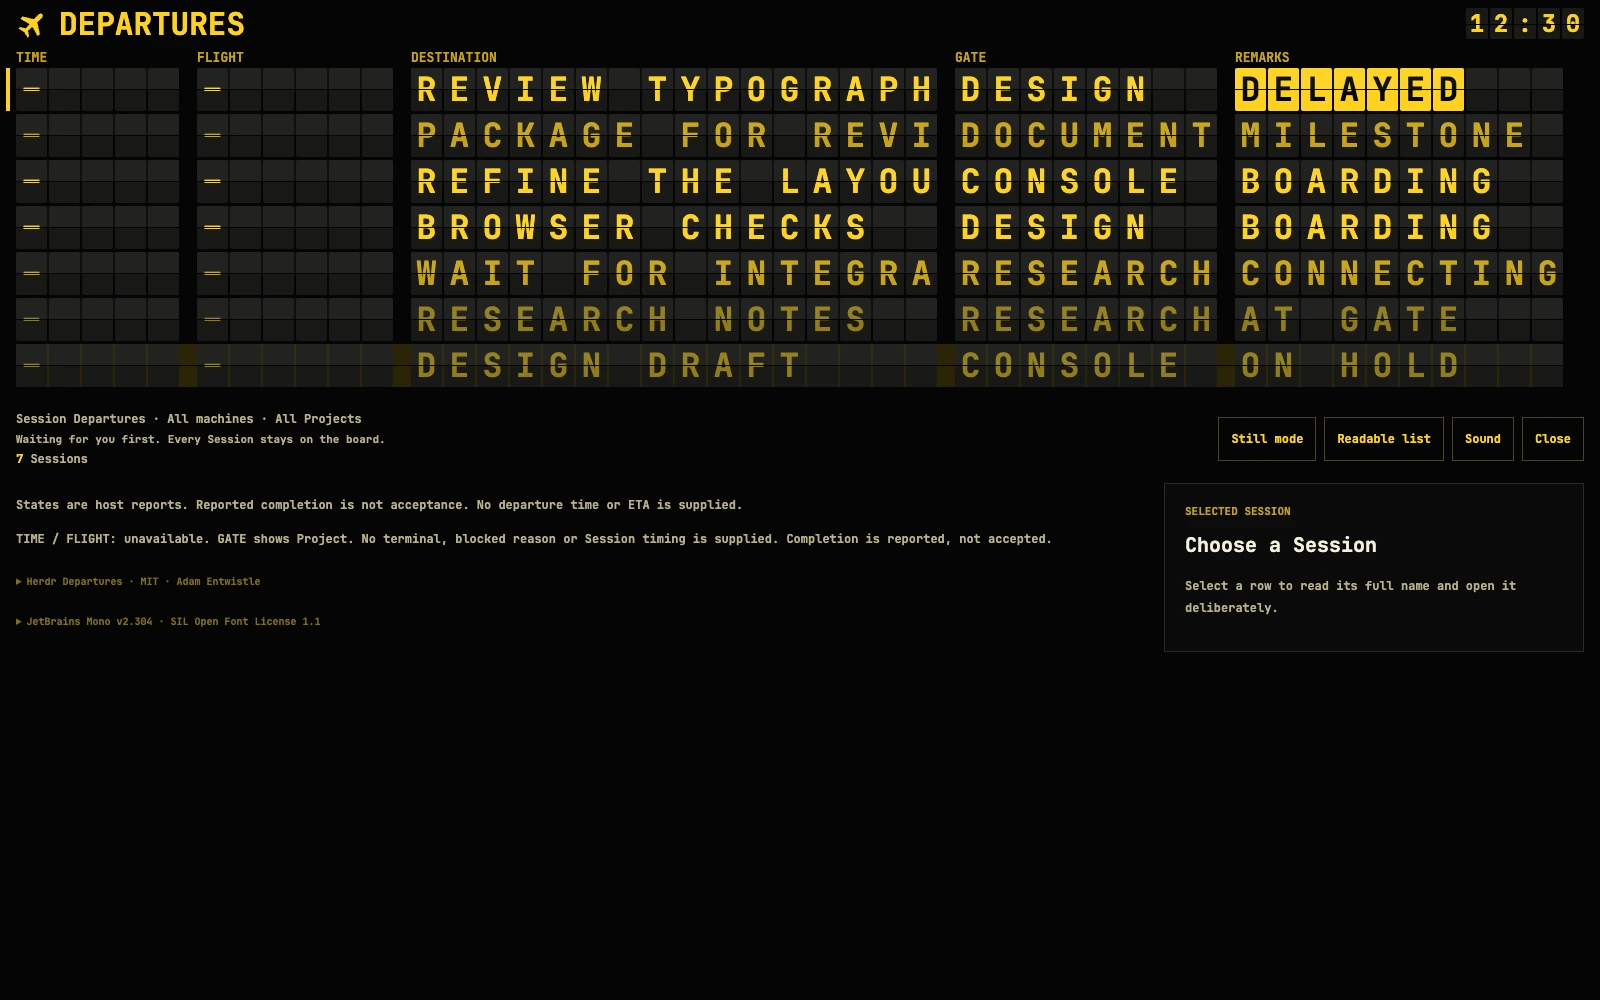 DEPARTURES
12:30
TIME FLIGHT DESTINATION GATE REMARKS
— — REVIEW TYPOGRAPH DESIGN DELAYED
— — PACKAGE FOR REVI DOCUMENT MILESTONE
— — REFINE THE LAYOU CONSOLE BOARDING
— — BROWSER CHECKS DESIGN BOARDING
— — WAIT FOR INTEGRA RESEARCH CONNECTING
— — RESEARCH NOTES RESEARCH AT GATE
— — DESIGN DRAFT CONSOLE ON HOLD
Session Departures · All machines · All Projects
Waiting for you first. Every Session stays on the board.
7 Sessions
Still mode Readable list Sound Close
States are host reports. Reported completion is not acceptance. No departure time or ETA is supplied.
TIME / FLIGHT: unavailable. GATE shows Project. No terminal, blocked reason or Session timing is supplied. Completion is reported, not accepted.
▶ Herdr Departures · MIT · Adam Entwistle
▶ JetBrains Mono v2.304 · SIL Open Font License 1.1
SELECTED SESSION
Choose a Session
Select a row to read its full name and open it
deliberately.